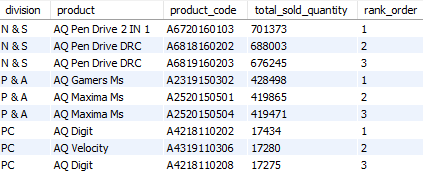 division product product_code total_sold_quantity rank_order
N & S AQ Pen Drive 2 IN 1 A6720160103 701373 1
N & S AQ Pen Drive DRC A6818160202 688003 2
N & S AQ Pen Drive DRC A6819160203 676245 3
P & A AQ Gamers Ms A2319150302 428498 1
P & A AQ Maxima Ms A2520150501 419865 2
P & A AQ Maxima Ms A2520150504 419471 3
PC AQ Digit A4218110202 17434 1
PC AQ Velocity A4319110306 17280 2
PC AQ Digit A4218110208 17275 3